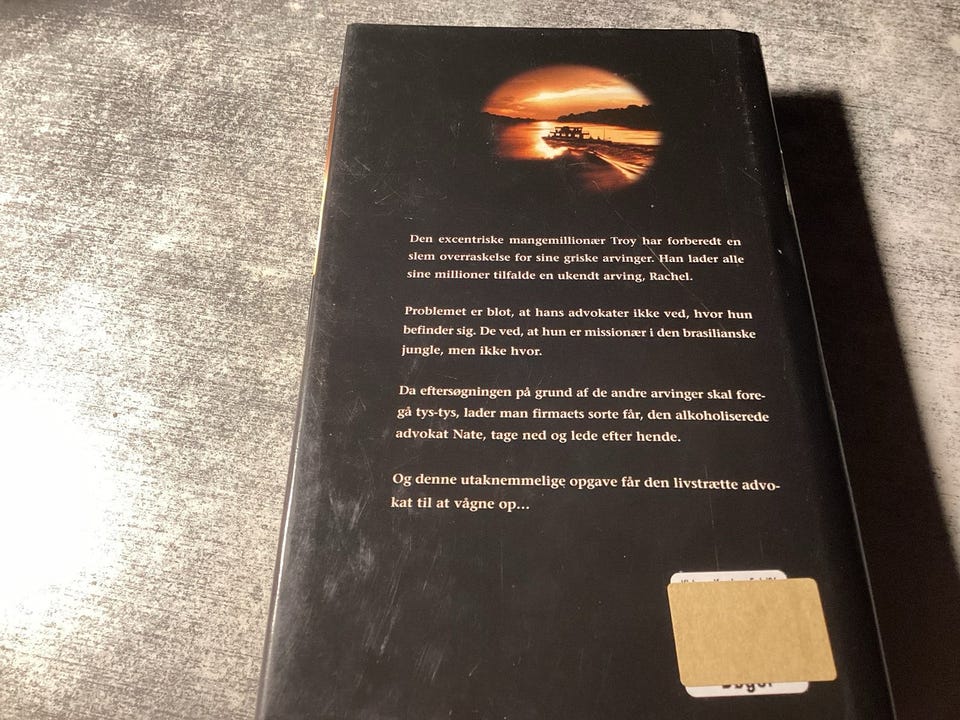 Den excentriske mangemillionær Troy har forberedt en
slem overraskelse for sine griske arvinger. Han lader alle
sine millioner tilfalde en ukendt arving, Rachel.
Problemet er blot, at hans advokater ikke ved, hvor hun
befinder sig. De ved, at hun er missionær i den brasilianske
jungle, men ikke hvor.
Da eftersøgningen på grund af de andre arvinger skal fore-
gå tys-tys, lader man firmaets sorte får, den alkoholiserede
advokat Nate, tage ned og lede efter hende.
Og denne utaknemmelige opgave får den livstrætte advo-
kat til at vågne op...